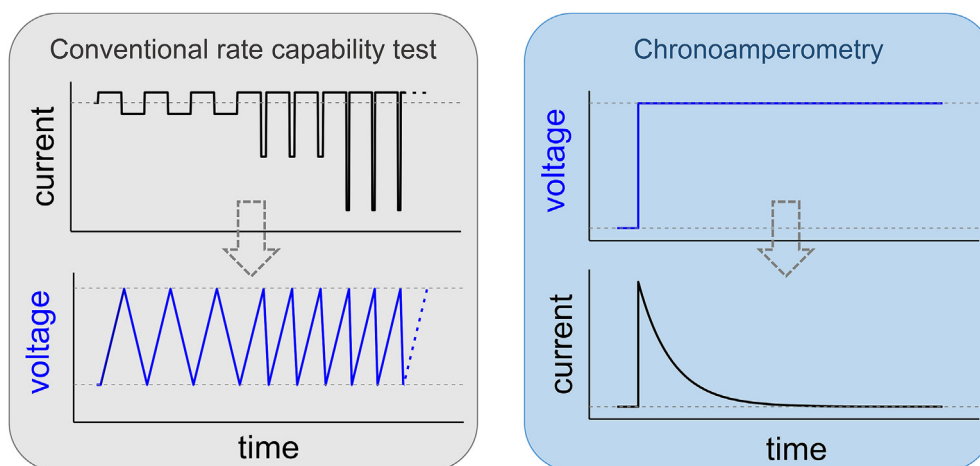 Conventional rate capability test
current
voltage
time
Chronoamperometry
voltage
current
time